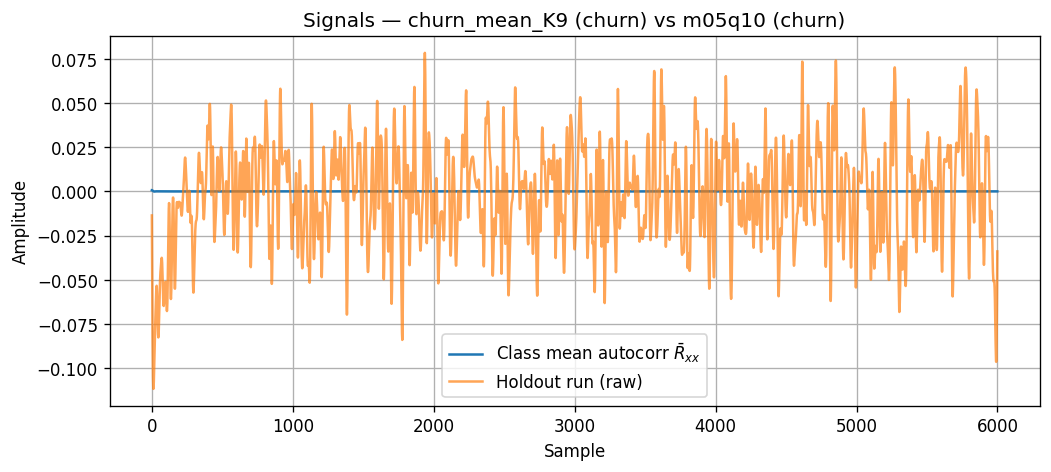 Signals — churn_mean_K9 (churn) vs m05q10 (churn)
0.075
0.050
0.025
0.000
−0.025
−0.050
−0.075
−0.100
Amplitude
Class mean autocorr R̄xx
Holdout run (raw)
0 1000 2000 3000 4000 5000 6000
Sample